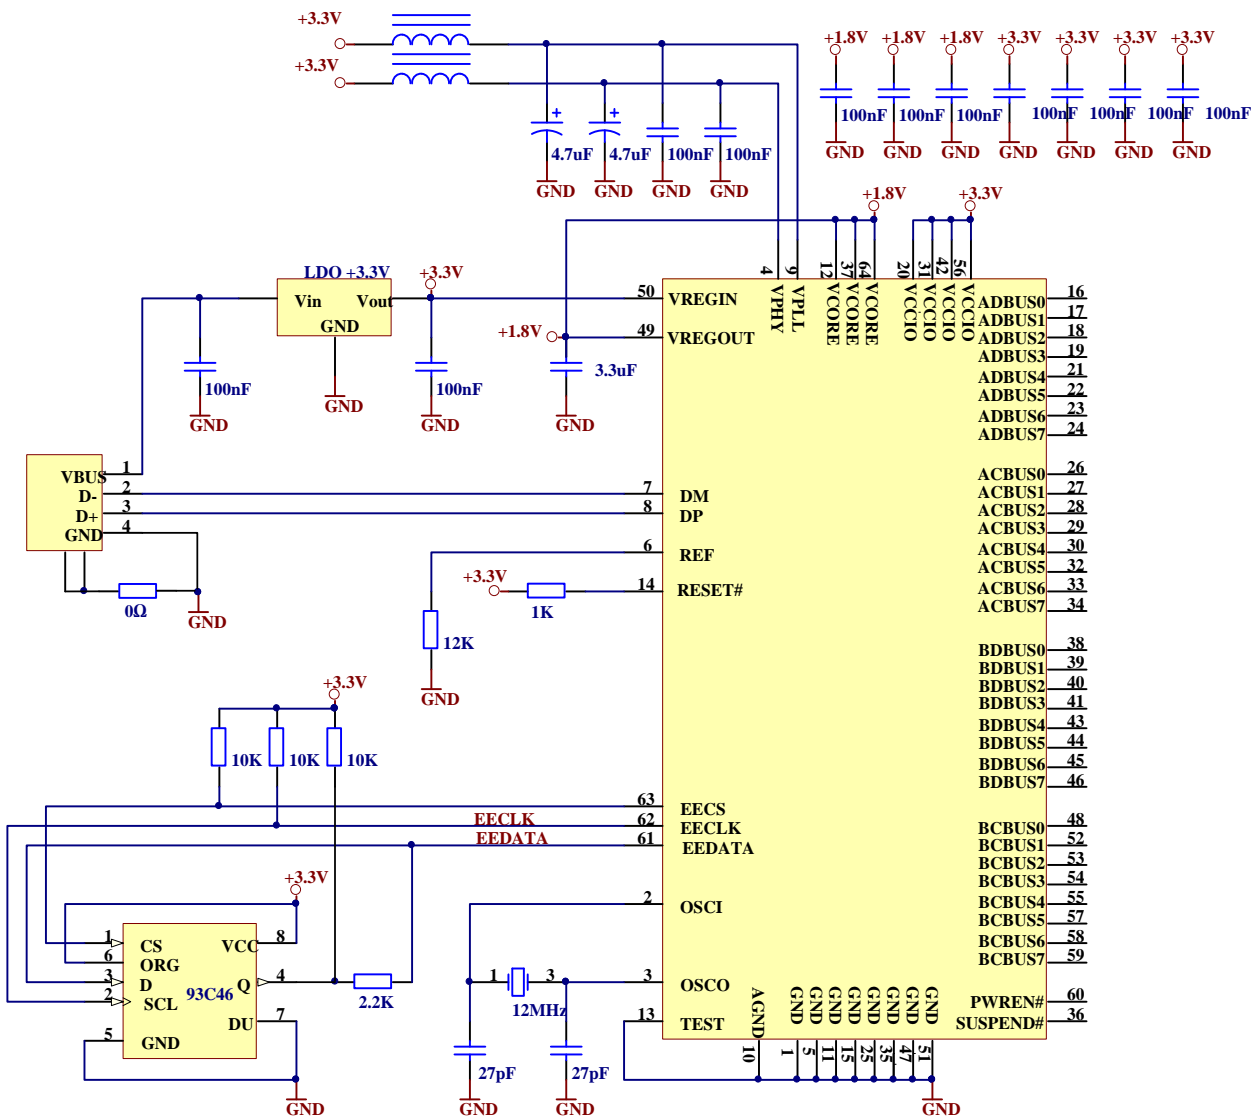 +3.3V
+3.3V
4.7uF
4.7uF
100nF
100nF
GND
GND
GND
GND
+1.8V
+1.8V
+1.8V
+3.3V
+3.3V
+3.3V
+3.3V
100nF
100nF
100nF
100nF
100nF
100nF
100nF
GND
GND
GND
GND
GND
GND
GND
+1.8V
+3.3V
4
9
12
37
64
20
31
42
56
VPHY
VPLL
VCORE
VCORE
VCORE
VCCIO
VCCIO
VCCIO
VCCIO
LDO +3.3V
Vin
Vout
GND
GND
+3.3V
100nF
GND
100nF
GND
+1.8V
3.3uF
GND
50 VREGIN
49 VREGOUT
VBUS 1
D- 2
D+ 3
GND 4
0Ω
GND
7 DM
8 DP
6 REF
14 RESET#
+3.3V
1K
12K
GND
+3.3V
10K
10K
10K
63 EECS
EECLK 62 EECLK
EEDATA 61 EEDATA
2 OSCI
3 OSCO
13 TEST
+3.3V
1 CS
6 ORG
3 D
2 SCL
5 GND
93C46
VCC 8
Q 4
DU 7
2.2K
GND
1
3
12MHz
27pF
27pF
GND
GND
AGND
GND
GND
GND
GND
GND
GND
GND
GND
10
1
5
11
15
25
35
47
51
GND
ADBUS0 16
ADBUS1 17
ADBUS2 18
ADBUS3 19
ADBUS4 21
ADBUS5 22
ADBUS6 23
ADBUS7 24
ACBUS0 26
ACBUS1 27
ACBUS2 28
ACBUS3 29
ACBUS4 30
ACBUS5 32
ACBUS6 33
ACBUS7 34
BDBUS0 38
BDBUS1 39
BDBUS2 40
BDBUS3 41
BDBUS4 43
BDBUS5 44
BDBUS6 45
BDBUS7 46
BCBUS0 48
BCBUS1 52
BCBUS2 53
BCBUS3 54
BCBUS4 55
BCBUS5 57
BCBUS6 58
BCBUS7 59
PWREN# 60
SUSPEND# 36